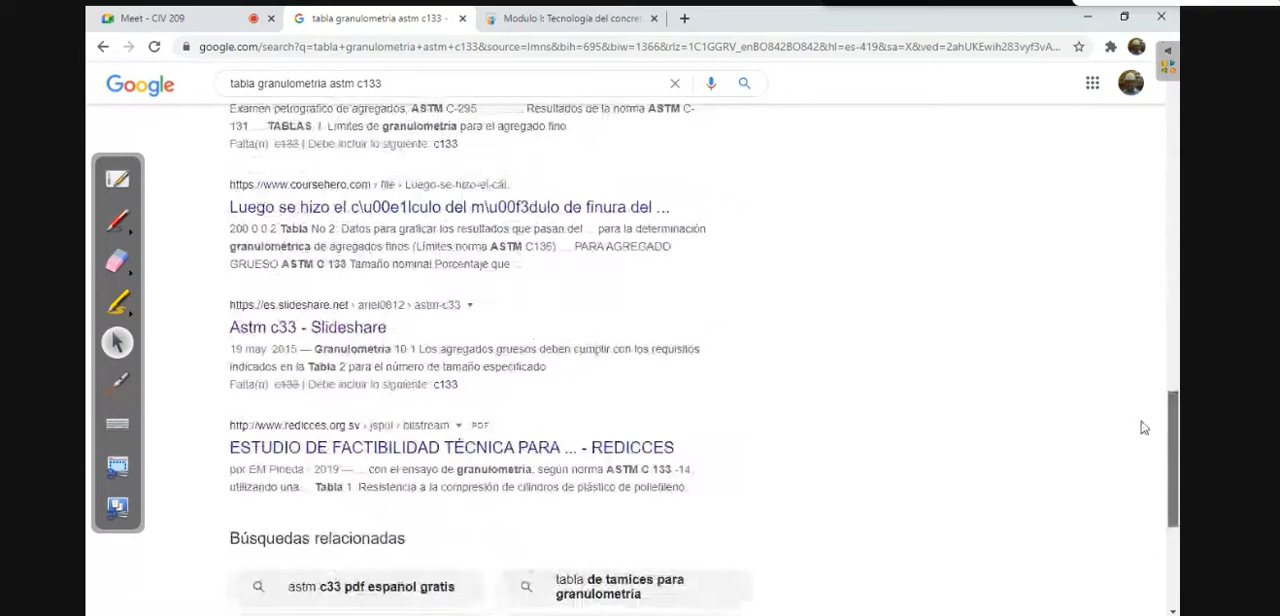 Meet - CIV 209
tabla granulometria astm c133 -
Modulo I: Tecnología del concre
google.com/search?q=tabla+granulometria+astm+c133&source=lmns&bih=695&biw=1366&rlz=1C1GGRV_enBO842BO842&hl=es-419&sa=X&ved=2ahUKEwih283vyf3vA...
Google
tabla granulometria astm c133
Examen petrográfico de agregados, ASTM C-295 ... Resultados de la norma ASTM C-
131 ... TABLAS I. Limites de granulometría para el agregado fino
Falta(n): c133 | Debe incluir lo siguiente: c133
https://www.coursehero.com › file › Luego-se-hizo-el-cál...
Luego se hizo el c\u00e1lculo del m\u00f3dulo de finura del ...
200 0 0 2 Tabla No 2: Datos para graficar los resultados que pasan del ... para la determinación
granulométrica de agregados finos (Límites norma ASTM C136) ... PARA AGREGADO
GRUESO ASTM C 133 Tamaño nominal Porcentaje que ...
https://es.slideshare.net › ariel0812 › astm-c33
Astm c33 - Slideshare
19 may. 2015 — Granulometría 10.1 Los agregados gruesos deben cumplir con los requisitos
indicados en la Tabla 2 para el número de tamaño especificado
Falta(n): c133 | Debe incluir lo siguiente: c133
http://www.redicces.org.sv › jspui › bitstream PDF
ESTUDIO DE FACTIBILIDAD TÉCNICA PARA ... - REDICCES
por EM Pineda · 2019 — ... con el ensayo de granulometría, según norma ASTM C 133 -14,
utilizando una ... Tabla 1. Resistencia a la compresión de cilindros de plástico de polietileno.
Búsquedas relacionadas
astm c33 pdf español gratis
tabla de tamices para
granulometria